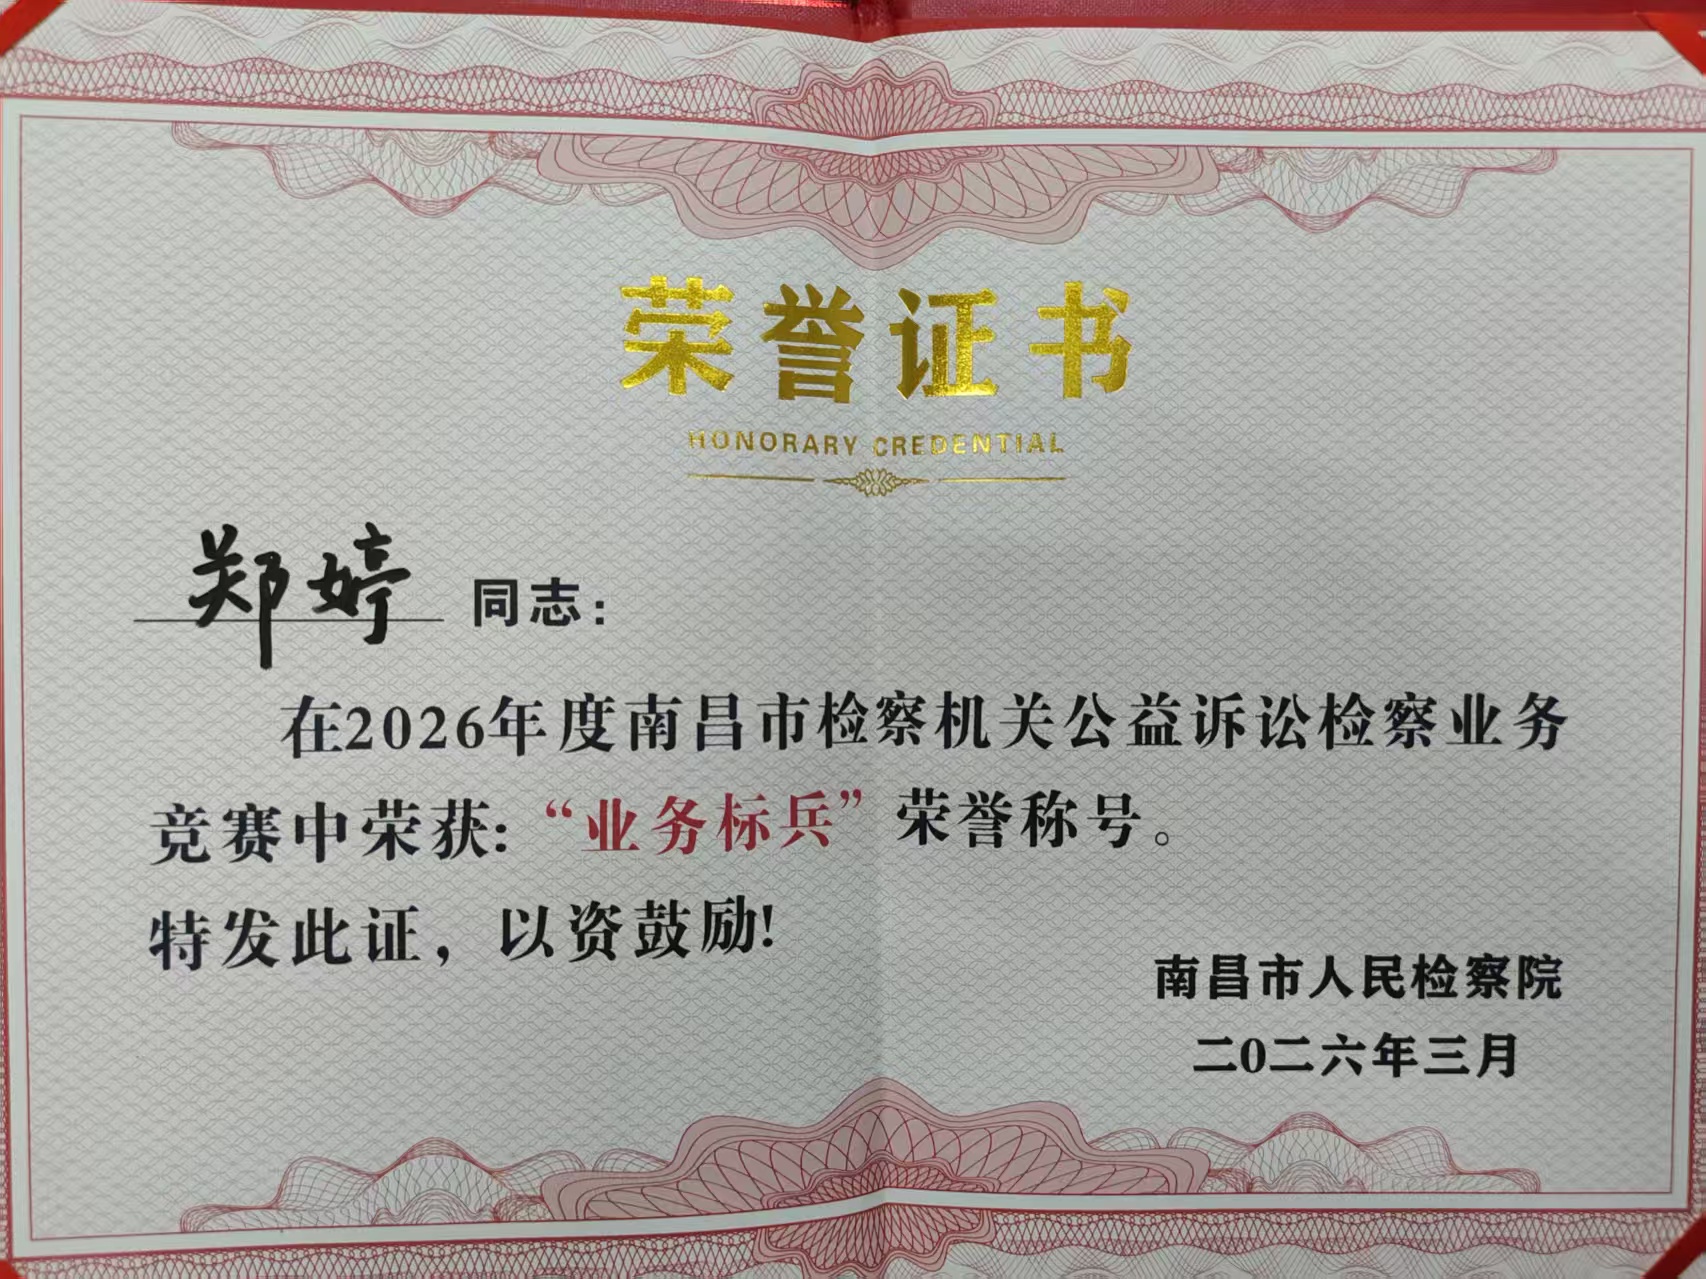 荣誉证书
HONORARY CREDENTIAL
郑婷 同志：
在2026年度南昌市检察机关公益诉讼检察业务
竞赛中荣获：“业务标兵”荣誉称号。
特发此证，以资鼓励！
南昌市人民检察院
二〇二六年三月